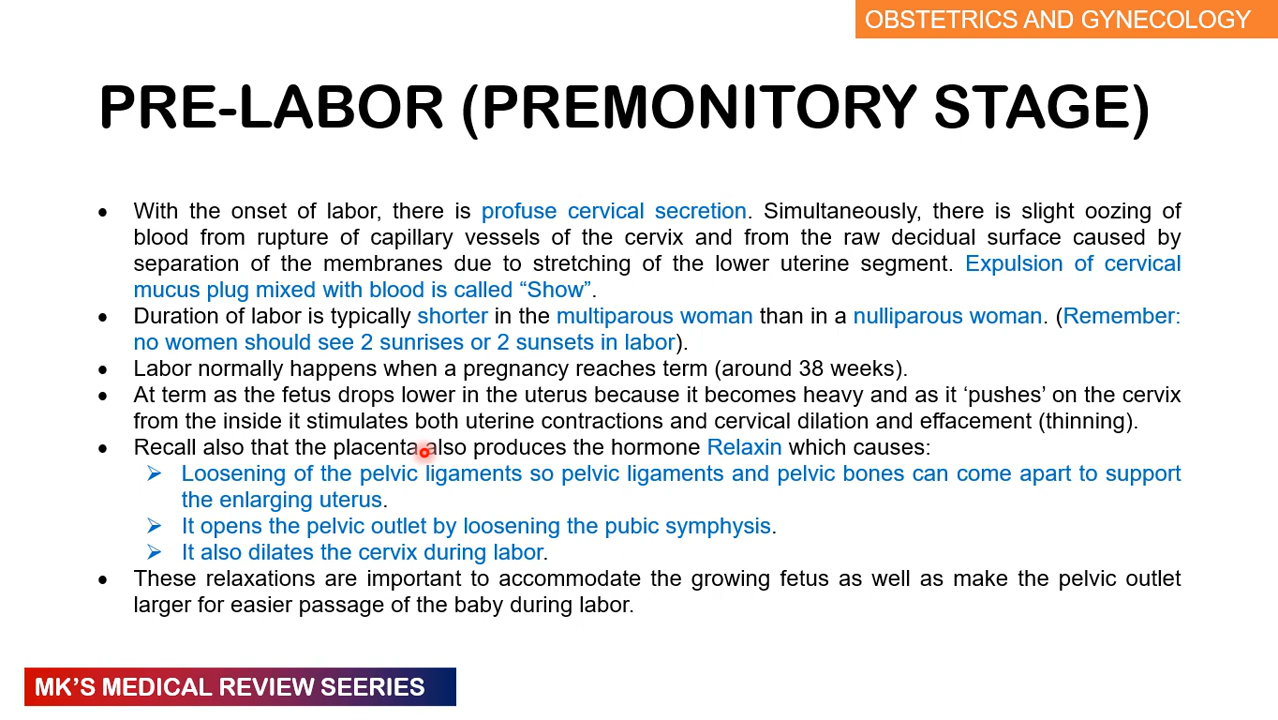 OBSTETRICS AND GYNECOLOGY
PRE-LABOR (PREMONITORY STAGE)
• With the onset of labor, there is profuse cervical secretion. Simultaneously, there is slight oozing of
blood from rupture of capillary vessels of the cervix and from the raw decidual surface caused by
separation of the membranes due to stretching of the lower uterine segment. Expulsion of cervical
mucus plug mixed with blood is called “Show”.
• Duration of labor is typically shorter in the multiparous woman than in a nulliparous woman. (Remember:
no women should see 2 sunrises or 2 sunsets in labor).
• Labor normally happens when a pregnancy reaches term (around 38 weeks).
• At term as the fetus drops lower in the uterus because it becomes heavy and as it ‘pushes’ on the cervix
from the inside it stimulates both uterine contractions and cervical dilation and effacement (thinning).
• Recall also that the placenta also produces the hormone Relaxin which causes:
➢ Loosening of the pelvic ligaments so pelvic ligaments and pelvic bones can come apart to support
the enlarging uterus.
➢ It opens the pelvic outlet by loosening the pubic symphysis.
➢ It also dilates the cervix during labor.
• These relaxations are important to accommodate the growing fetus as well as make the pelvic outlet
larger for easier passage of the baby during labor.
MK’S MEDICAL REVIEW SEERIES